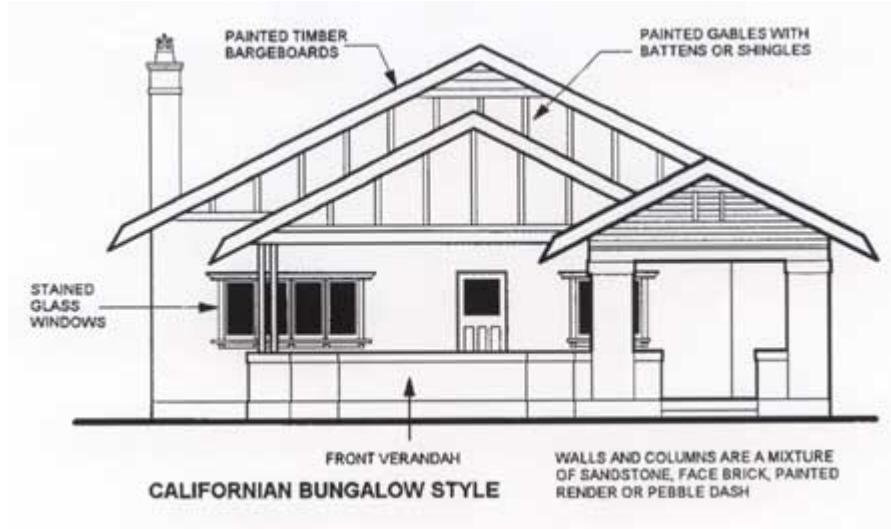 PAINTED TIMBER
BARGEBOARDS
PAINTED GABLES WITH
BATTENS OR SHINGLES
STAINED
GLASS
WINDOWS
FRONT VERANDAH
CALIFORNIAN BUNGALOW STYLE
WALLS AND COLUMNS ARE A MIXTURE
OF SANDSTONE, FACE BRICK, PAINTED
RENDER OR PEBBLE DASH